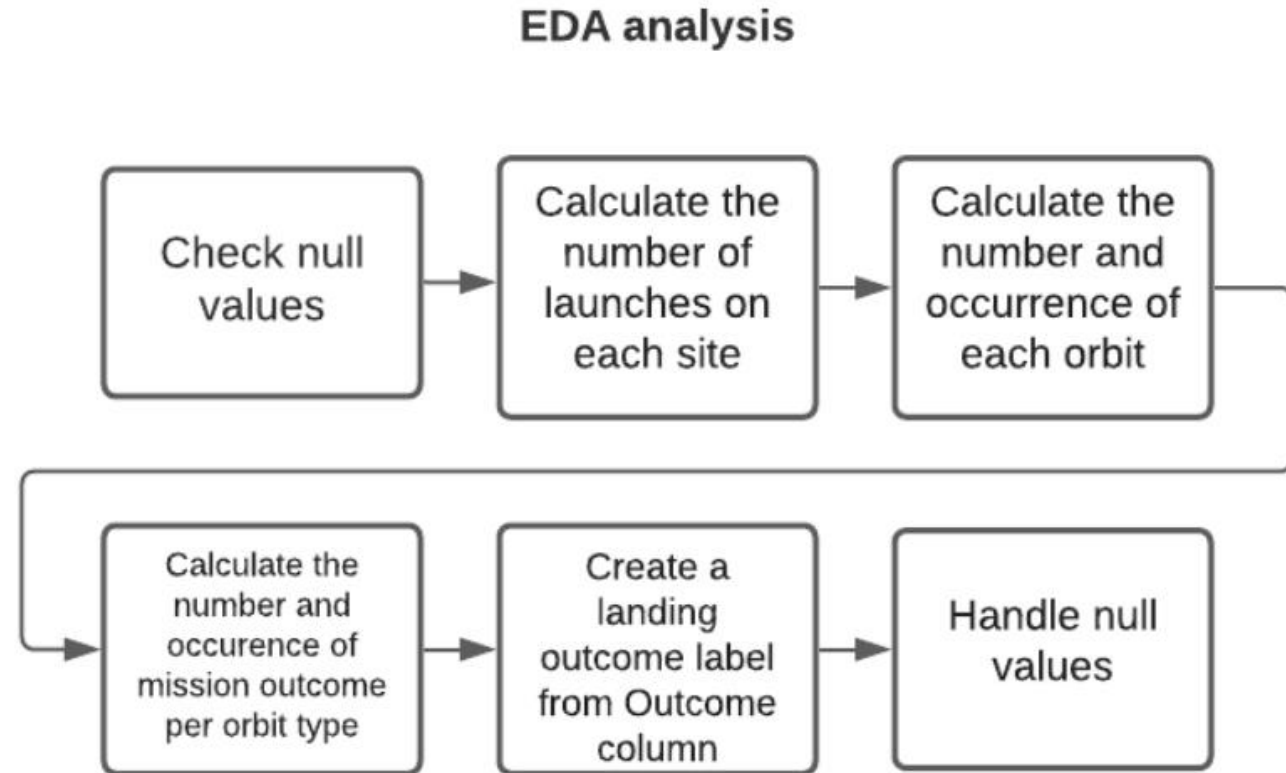 EDA analysis
Check null
values
Calculate the
number of
launches on
each site
Calculate the
number and
occurrence of
each orbit
Calculate the
number and
occurence of
mission outcome
per orbit type
Create a
landing
outcome label
from Outcome
column
Handle null
values